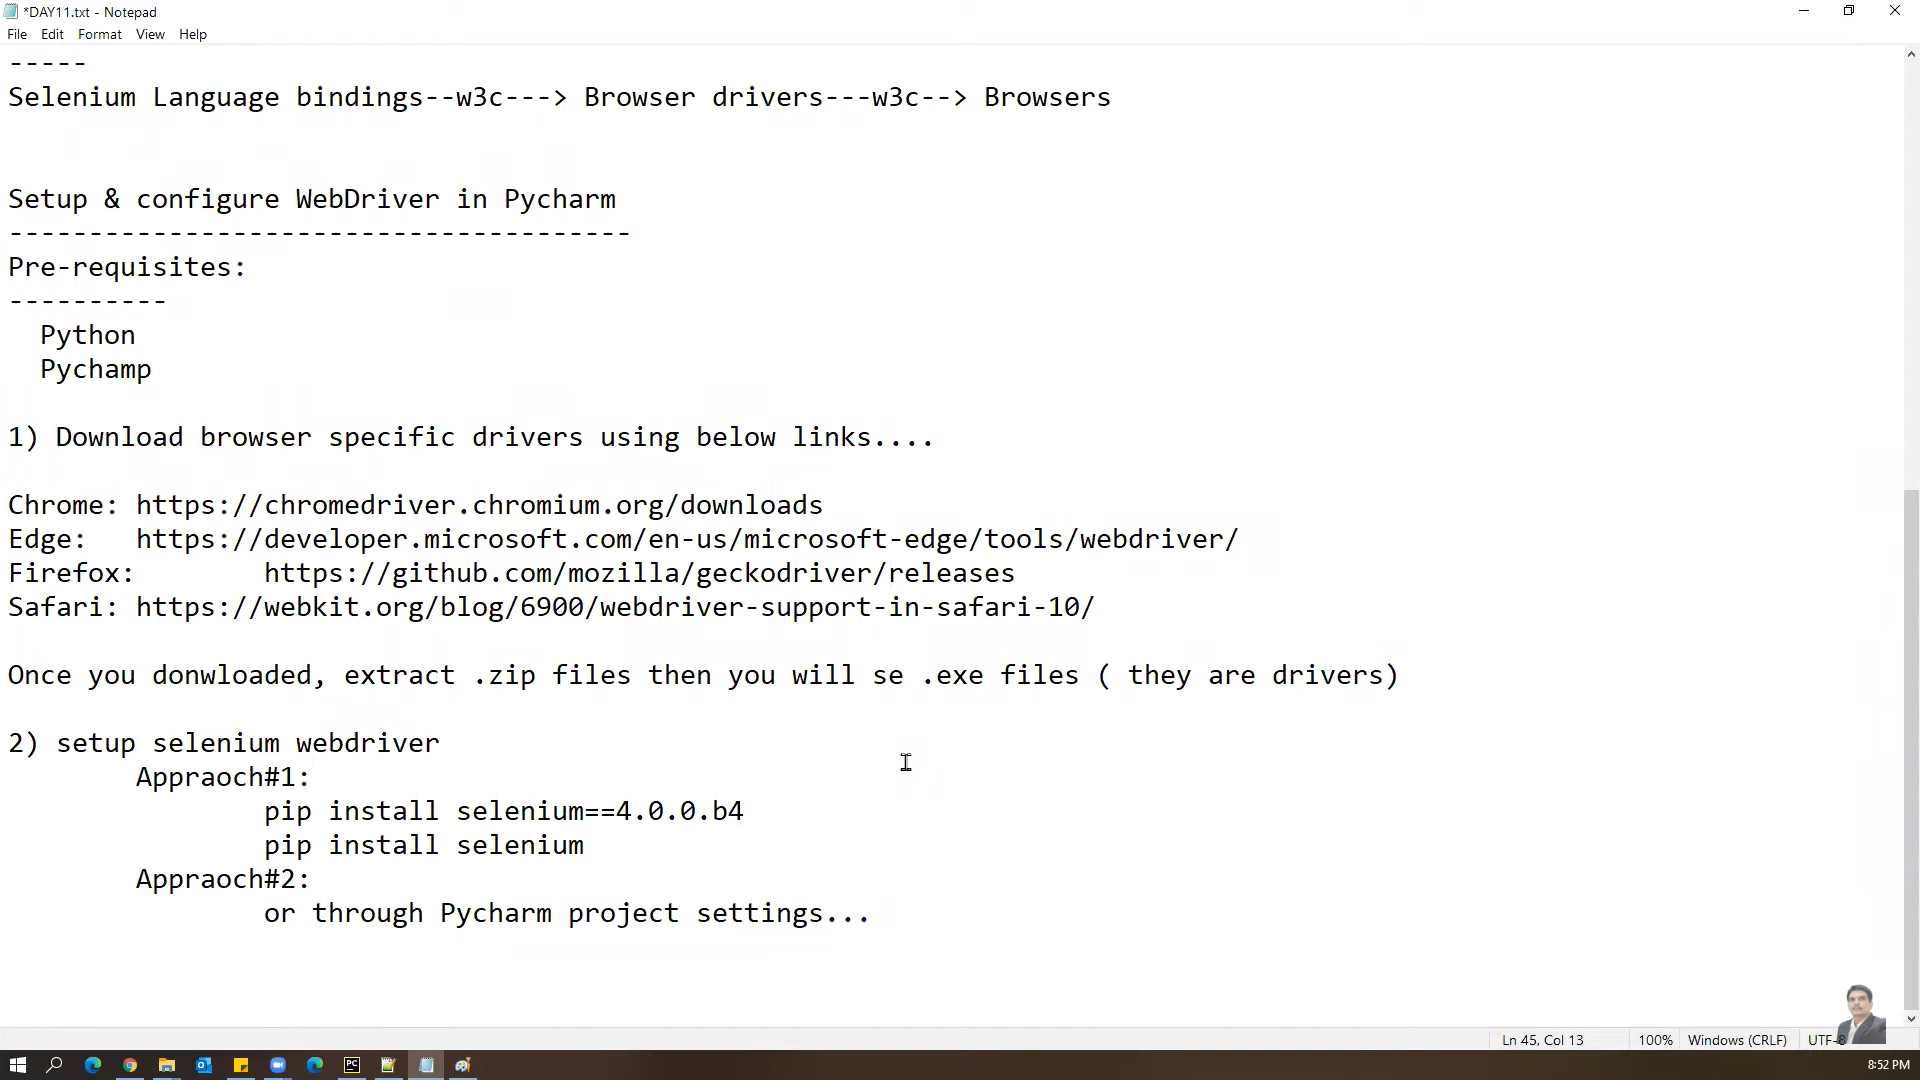 *DAY11.txt - Notepad
File Edit Format View Help
-----
Selenium Language bindings--w3c---> Browser drivers---w3c--> Browsers
Setup & configure WebDriver in Pycharm
---------------------------------------
Pre-requisites:
----------
Python
Pychamp
1) Download browser specific drivers using below links....
Chrome: https://chromedriver.chromium.org/downloads
Edge: https://developer.microsoft.com/en-us/microsoft-edge/tools/webdriver/
Firefox: https://github.com/mozilla/geckodriver/releases
Safari: https://webkit.org/blog/6900/webdriver-support-in-safari-10/
Once you donwloaded, extract .zip files then you will se .exe files ( they are drivers)
2) setup selenium webdriver
Appraoch#1:
pip install selenium==4.0.0.b4
pip install selenium
Appraoch#2:
or through Pycharm project settings...
Ln 45, Col 13 100% Windows (CRLF) UTF-8
PC 8:52 PM